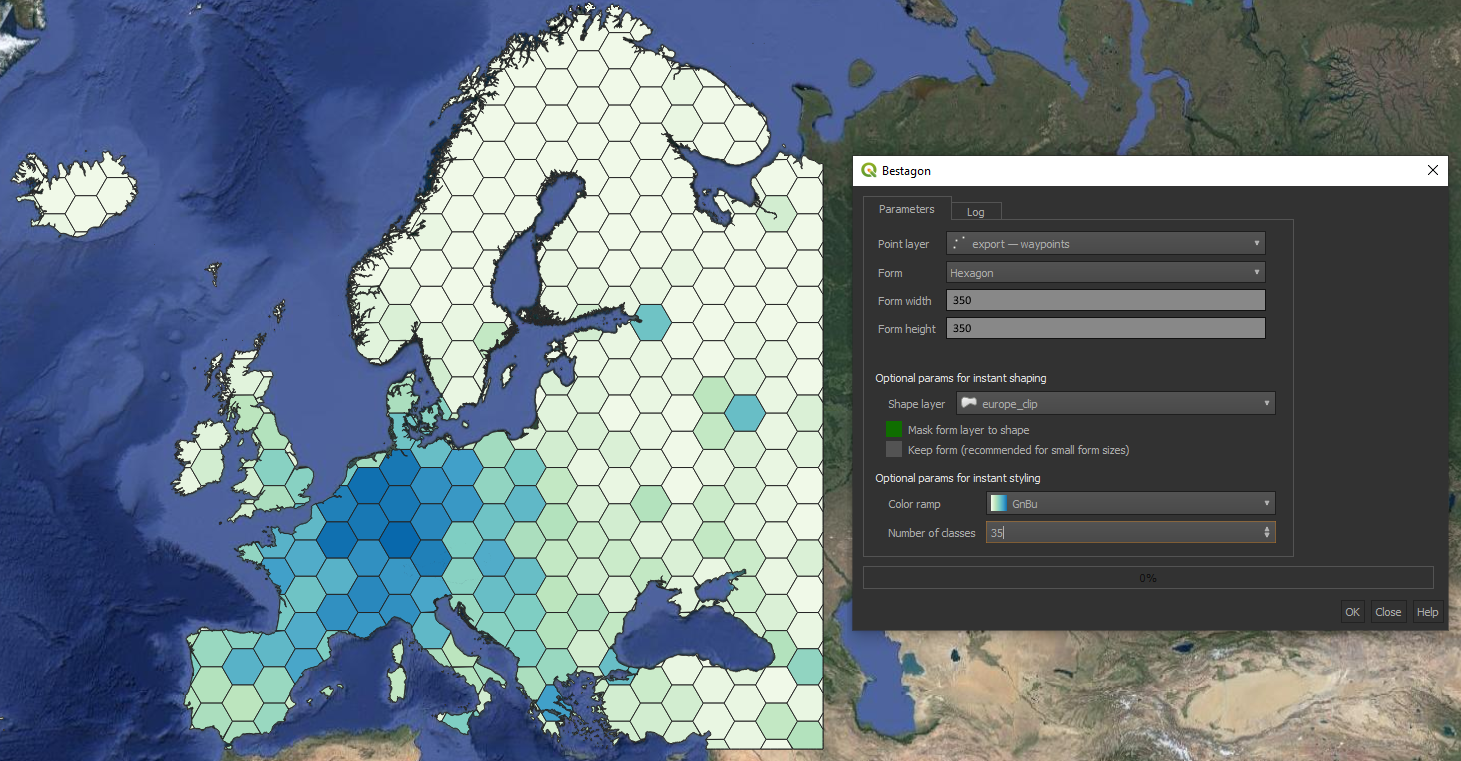 Bestagon
Parameters
Log
Point layer export — waypoints
Form Hexagon
Form width 350
Form height 350
Optional params for instant shaping
Shape layer europe_clip
Mask form layer to shape
Keep form (recommended for small form sizes)
Optional params for instant styling
Color ramp GnBu
Number of classes 35
0%
OK Close Help